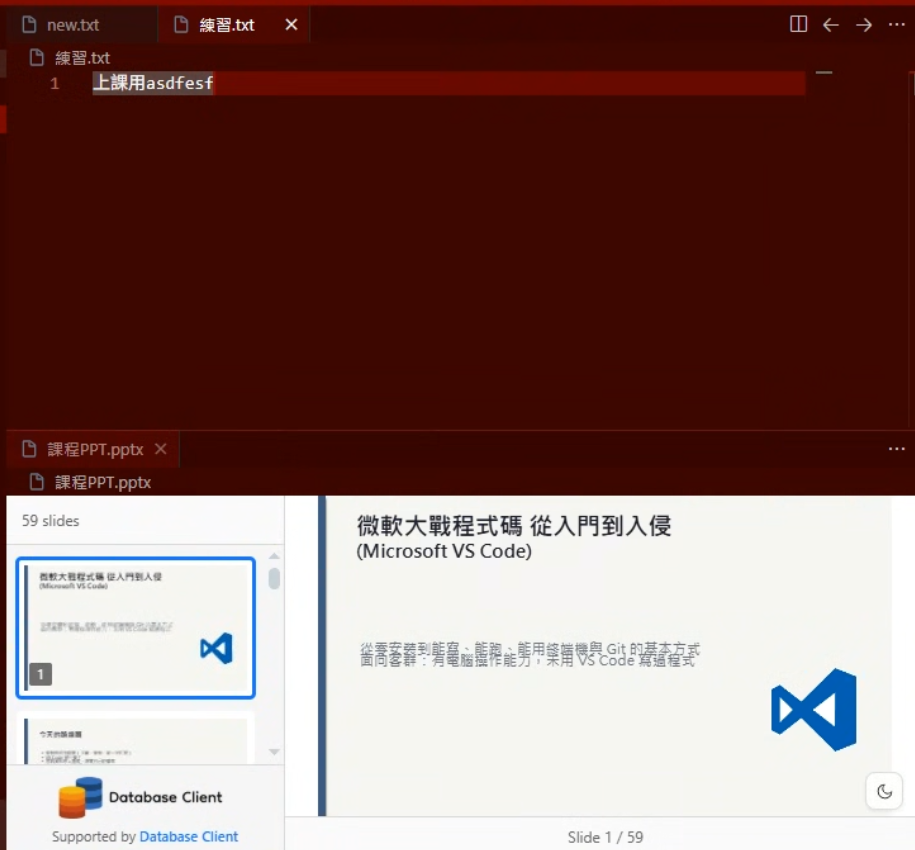 new.txt
練習.txt
練習.txt
1
上課用asdfesf
課程PPT.pptx
課程PPT.pptx
59 slides
微軟大戰程式碼 從入門到入侵
(Microsoft VS Code)
1
今天的路線圖
Database Client
Supported by Database Client
微軟大戰程式碼 從入門到入侵
(Microsoft VS Code)
從零安裝到能寫、能跑、能用終端機與 Git 的基本方式
面向客群：有電腦操作能力，未用 VS Code 寫過程式
Slide 1 / 59